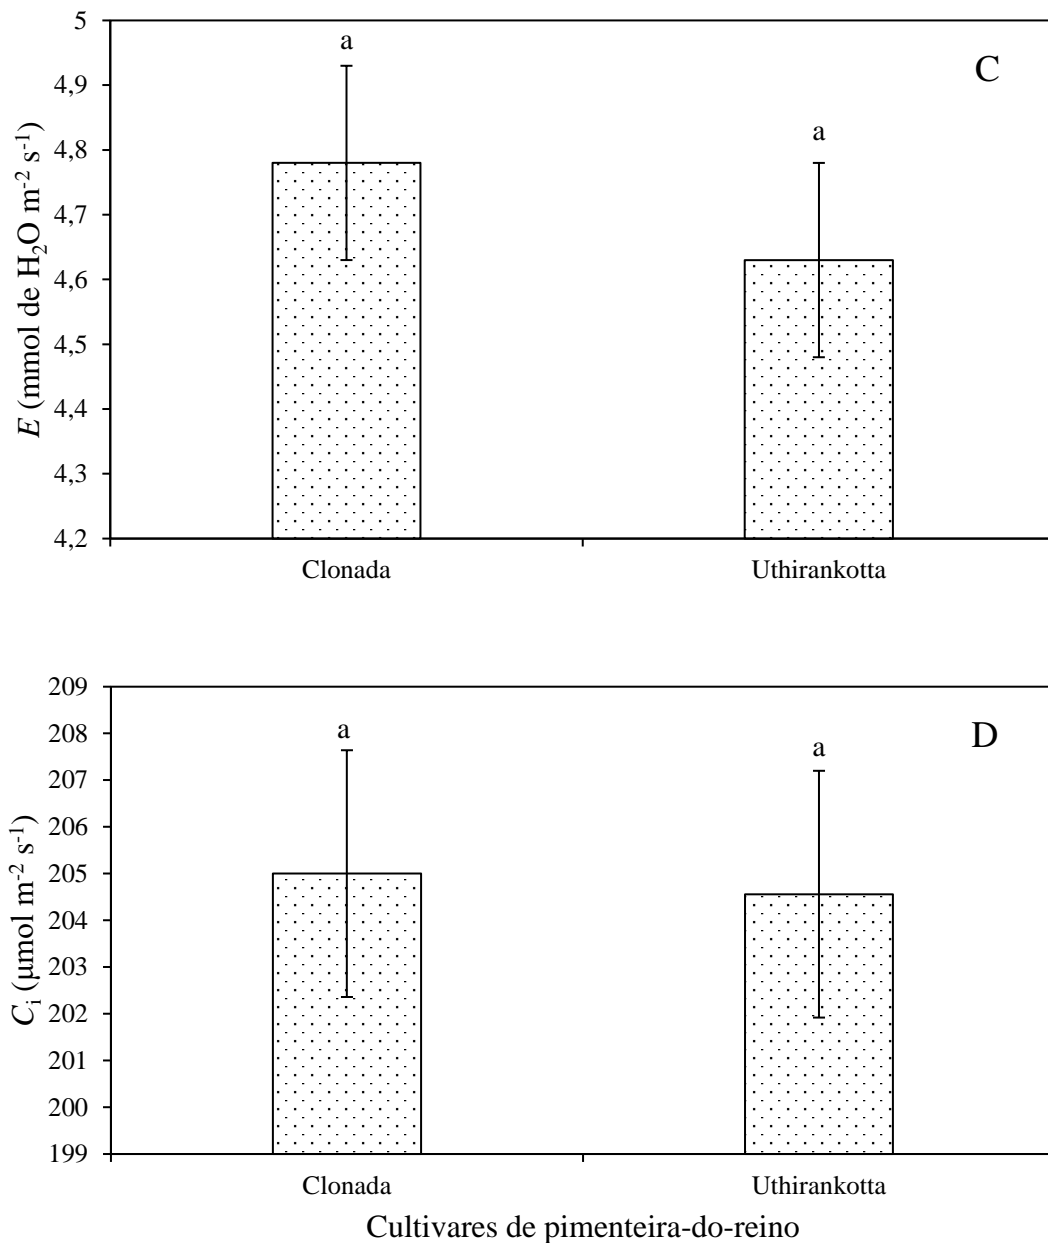 5
a
C
4,9
a
4,8
4,7
4,6
4,5
4,4
4,3
4,2
E (mmol de H₂O m⁻² s⁻¹)
Clonada
Uthirankotta
209
a
D
208
a
207
206
205
204
203
202
201
200
199
Cᵢ (μmol m⁻² s⁻¹)
Clonada
Uthirankotta
Cultivares de pimenteira-do-reino